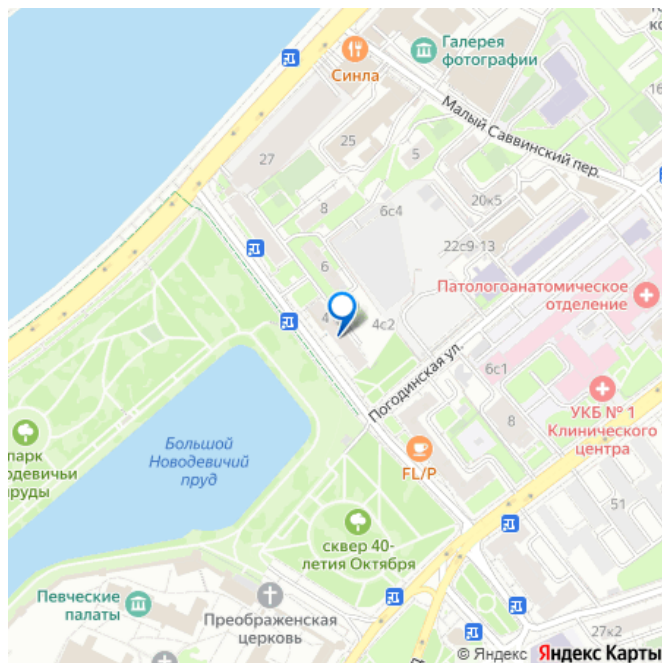 Галерея
фотографии
Синла
Малый Саввинский пер.
25
27
5
16
20к5
8
6с4
22с9-13
6
Патологоанатомическое
отделение
4
4с2
Погодинская ул.
6с1
8
УКБ № 1
Клинического
центра
FL/P
Большой
Новодевичий
пруд
парк
одевичьи
пруды
51
сквер 40-
летия Октября
Певческие
палаты
Преображенская
церковь
27к2
© Яндекс
Яндекс Карты